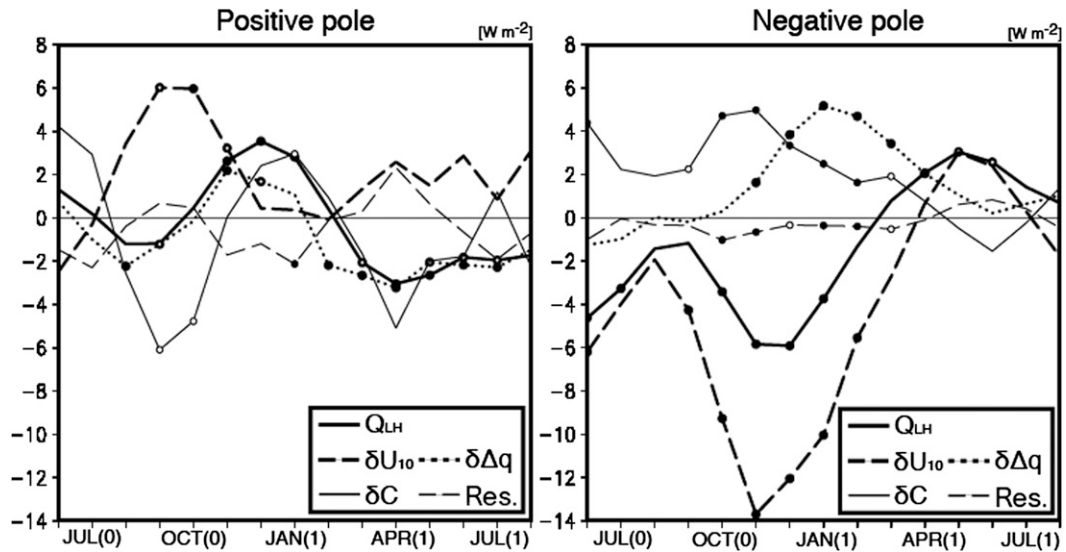 Positive pole
[W m-2]
Negative pole
[W m-2]
8
6
4
2
0
−2
−4
−6
−8
−10
−12
−14
QLH
δU10
δΔq
δC
Res.
JUL(0)
OCT(0)
JAN(1)
APR(1)
JUL(1)
8
6
4
2
0
−2
−4
−6
−8
−10
−12
−14
QLH
δU10
δΔq
δC
Res.
JUL(0)
OCT(0)
JAN(1)
APR(1)
JUL(1)